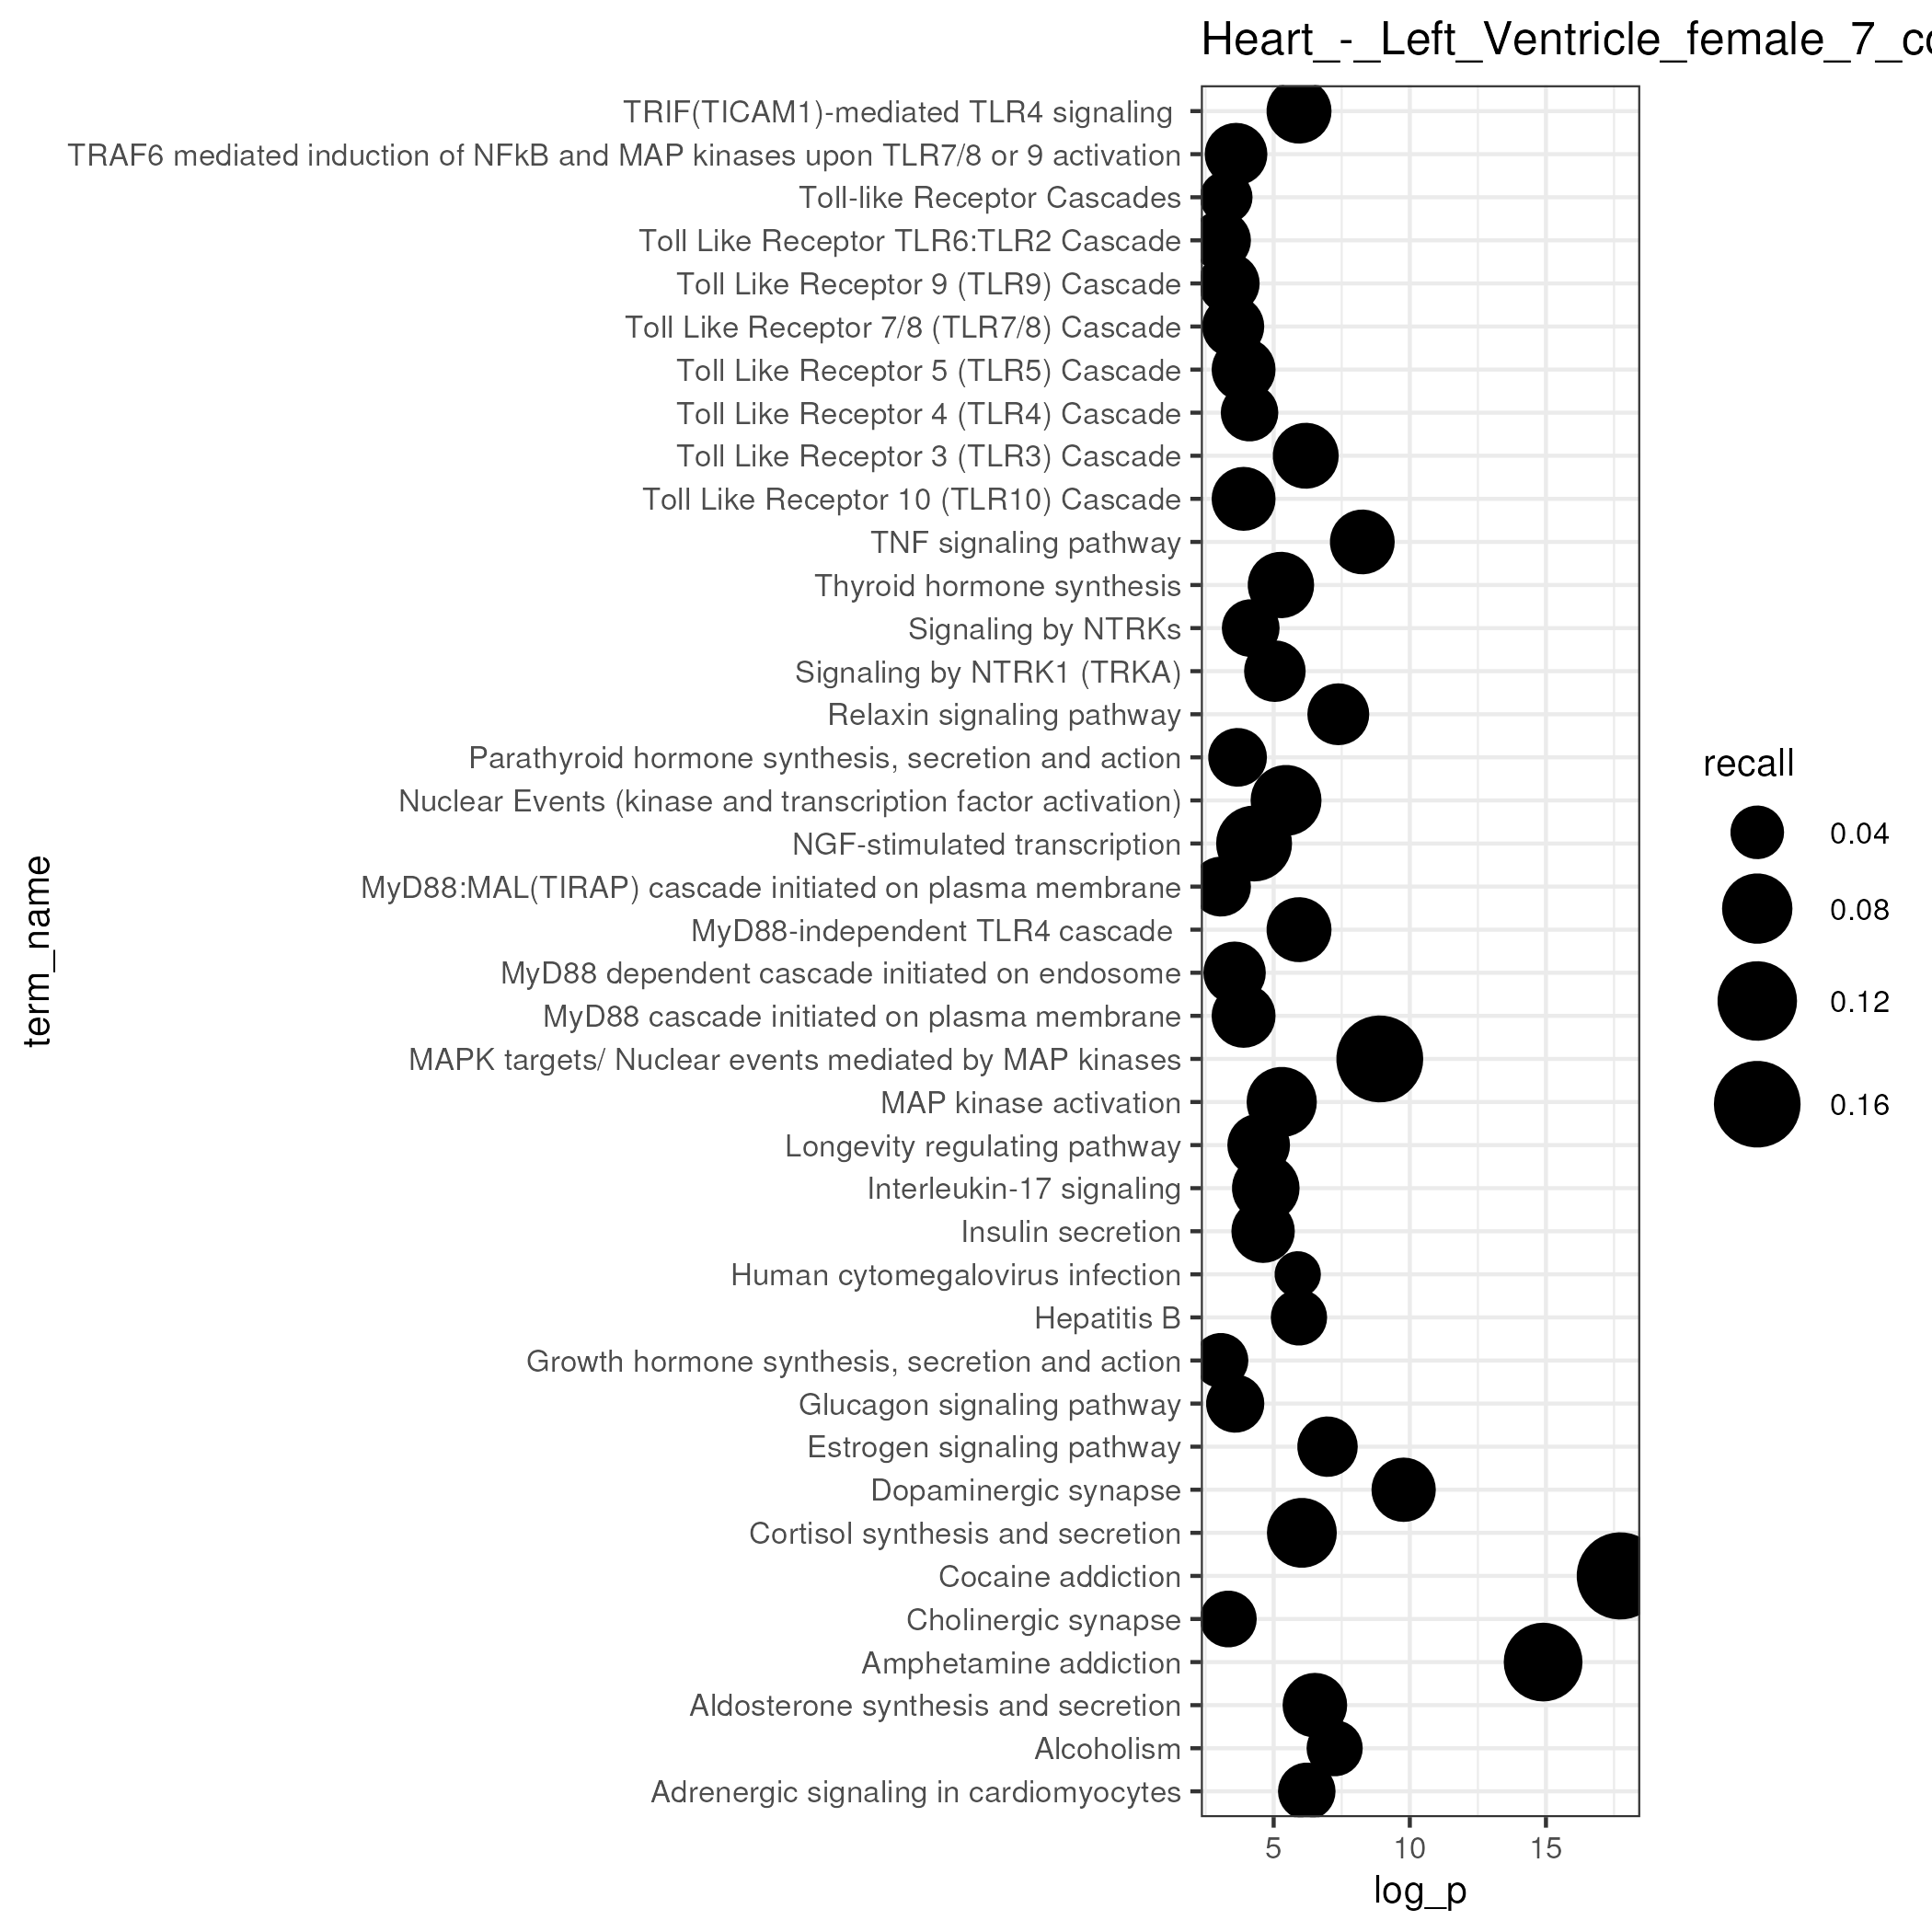 Heart_-_Left_Ventricle_female_7_co
TRIF(TICAM1)-mediated TLR4 signaling
TRAF6 mediated induction of NFkB and MAP kinases upon TLR7/8 or 9 activation
Toll-like Receptor Cascades
Toll Like Receptor TLR6:TLR2 Cascade
Toll Like Receptor 9 (TLR9) Cascade
Toll Like Receptor 7/8 (TLR7/8) Cascade
Toll Like Receptor 5 (TLR5) Cascade
Toll Like Receptor 4 (TLR4) Cascade
Toll Like Receptor 3 (TLR3) Cascade
Toll Like Receptor 10 (TLR10) Cascade
TNF signaling pathway
Thyroid hormone synthesis
Signaling by NTRKs
Signaling by NTRK1 (TRKA)
Relaxin signaling pathway
Parathyroid hormone synthesis, secretion and action
Nuclear Events (kinase and transcription factor activation)
NGF-stimulated transcription
MyD88:MAL(TIRAP) cascade initiated on plasma membrane
MyD88-independent TLR4 cascade
MyD88 dependent cascade initiated on endosome
MyD88 cascade initiated on plasma membrane
MAPK targets/ Nuclear events mediated by MAP kinases
MAP kinase activation
Longevity regulating pathway
Interleukin-17 signaling
Insulin secretion
Human cytomegalovirus infection
Hepatitis B
Growth hormone synthesis, secretion and action
Glucagon signaling pathway
Estrogen signaling pathway
Dopaminergic synapse
Cortisol synthesis and secretion
Cocaine addiction
Cholinergic synapse
Amphetamine addiction
Aldosterone synthesis and secretion
Alcoholism
Adrenergic signaling in cardiomyocytes
term_name
5 10 15
log_p
recall
0.04
0.08
0.12
0.16